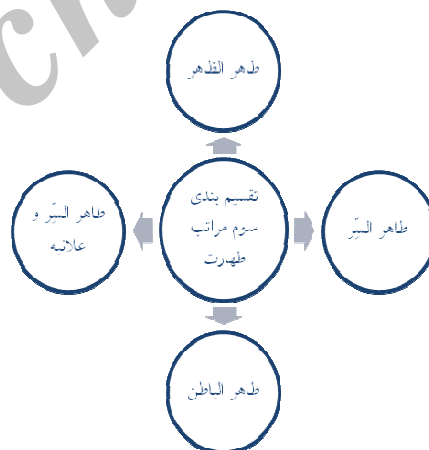 طاهر الظاهر
تقسیم بندی
سوم مراتب
طهارت
طاهر السِّر
طاهر السِّر و
علانیه
طاهر الباطن